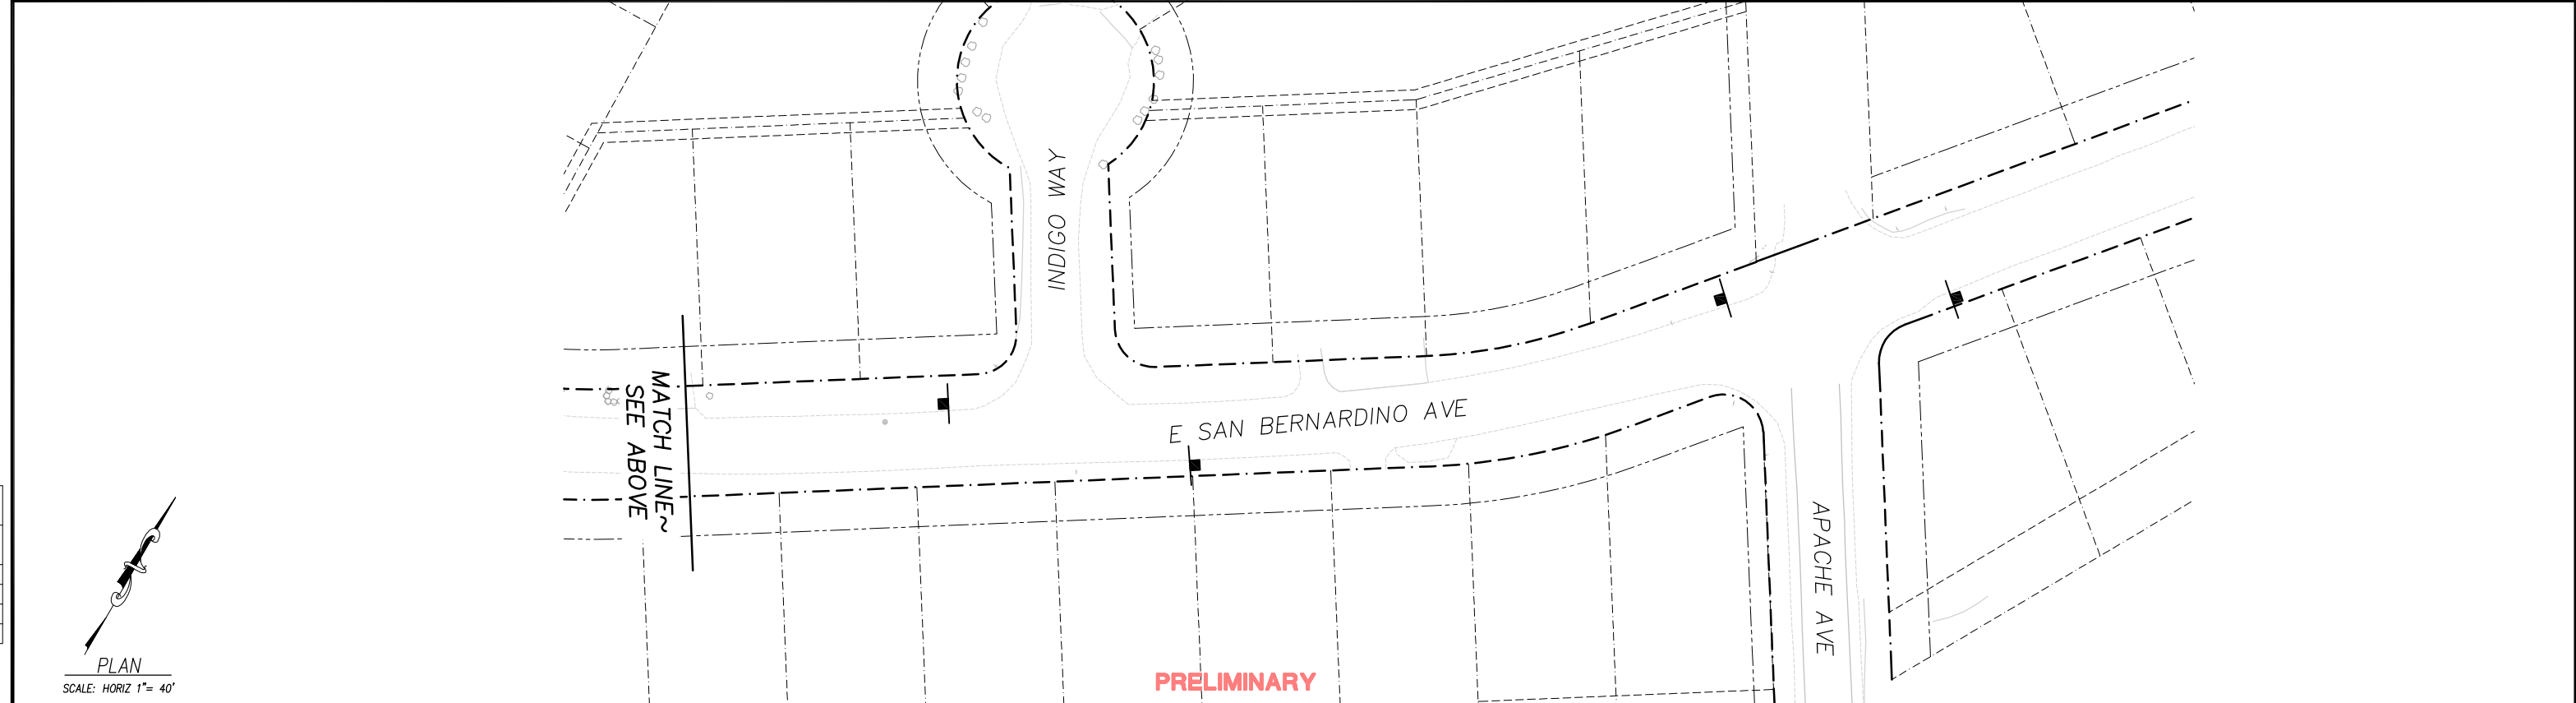 INDIGO WAY
MATCH LINE~
SEE ABOVE
E SAN BERNARDINO AVE
APACHE AVE
PLAN
SCALE: HORIZ 1"= 40'
PRELIMINARY